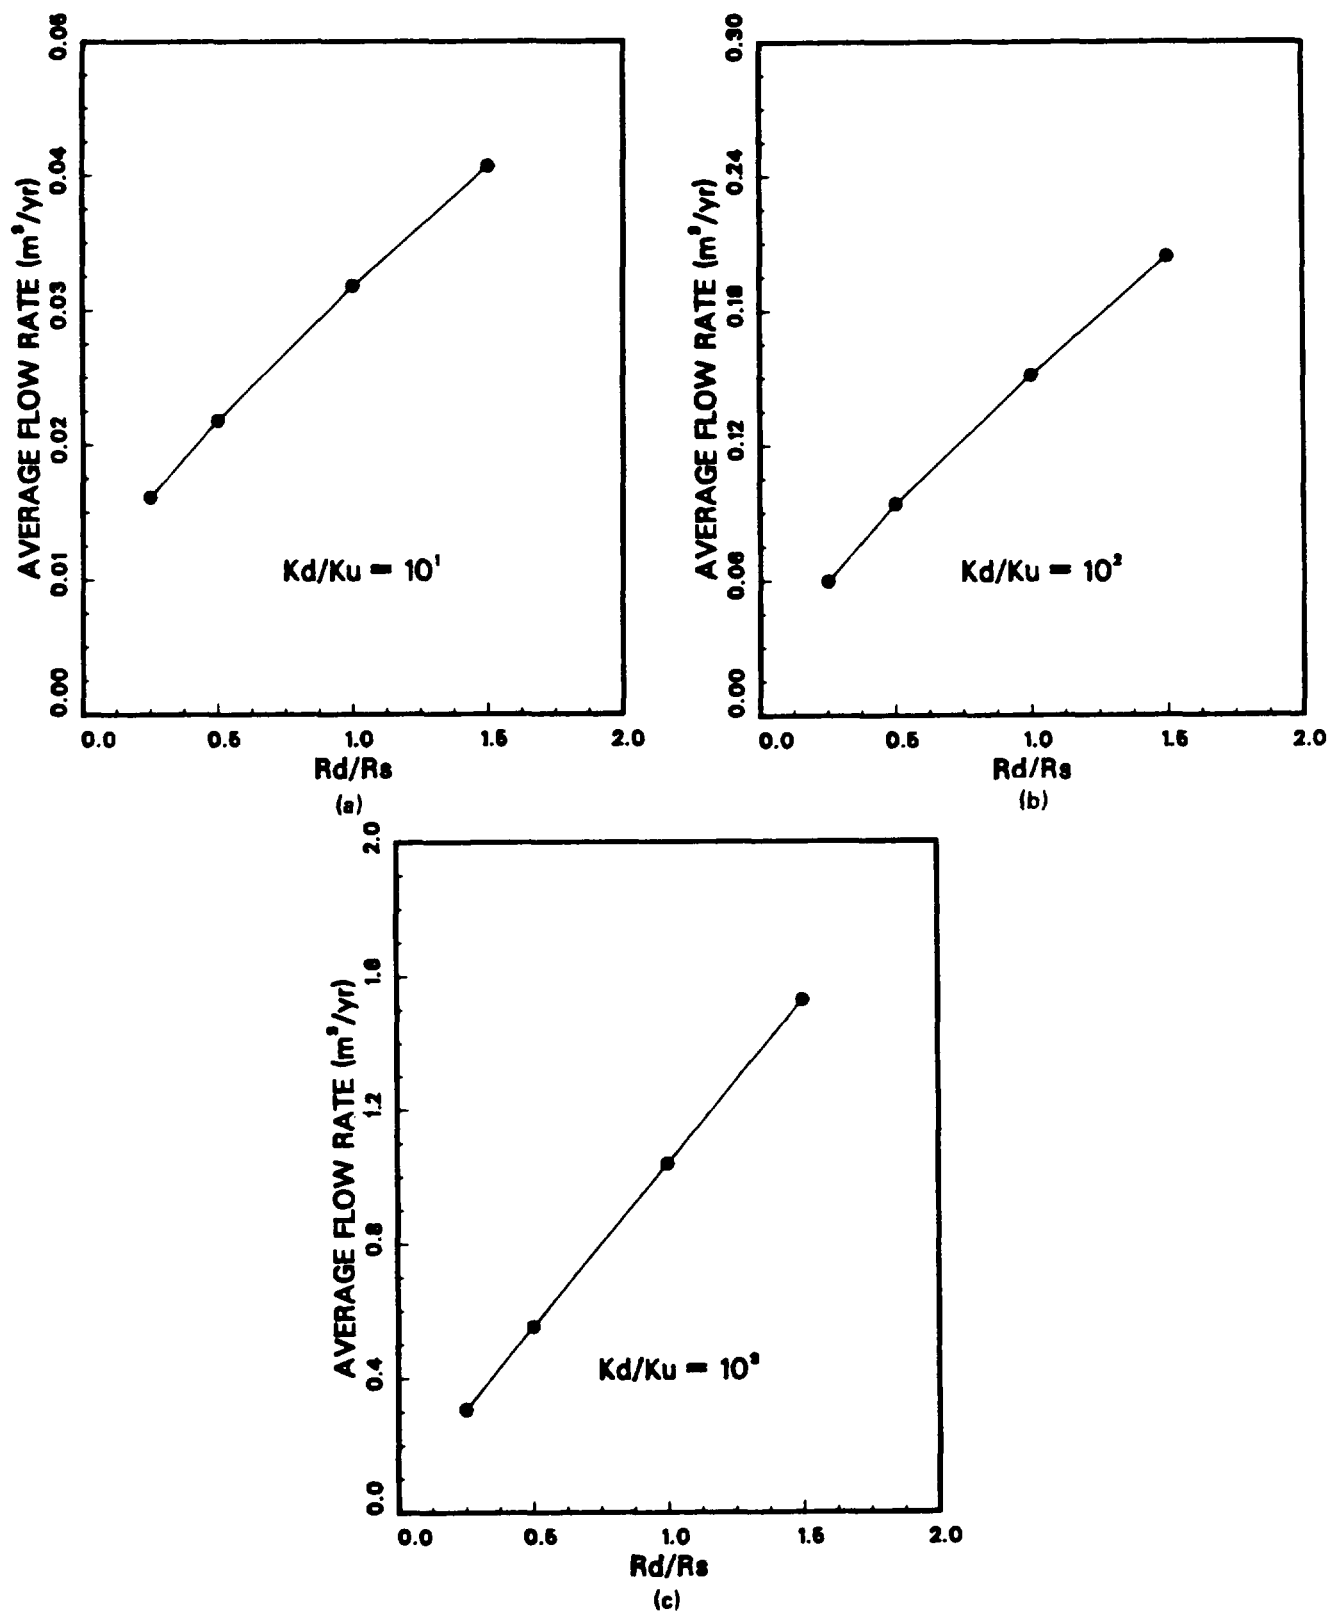 AVERAGE FLOW RATE (m³/yr)
0.05
0.04
0.03
0.02
0.01
0.00
Kd/Ku = 10¹
0.0 0.5 1.0 1.5 2.0
Rd/Rs
(a)
AVERAGE FLOW RATE (m³/yr)
0.30
0.24
0.18
0.12
0.06
0.00
Kd/Ku = 10²
0.0 0.5 1.0 1.5 2.0
Rd/Rs
(b)
AVERAGE FLOW RATE (m³/yr)
2.0
1.6
1.2
0.8
0.4
0.0
Kd/Ku = 10³
0.0 0.5 1.0 1.5 2.0
Rd/Rs
(c)